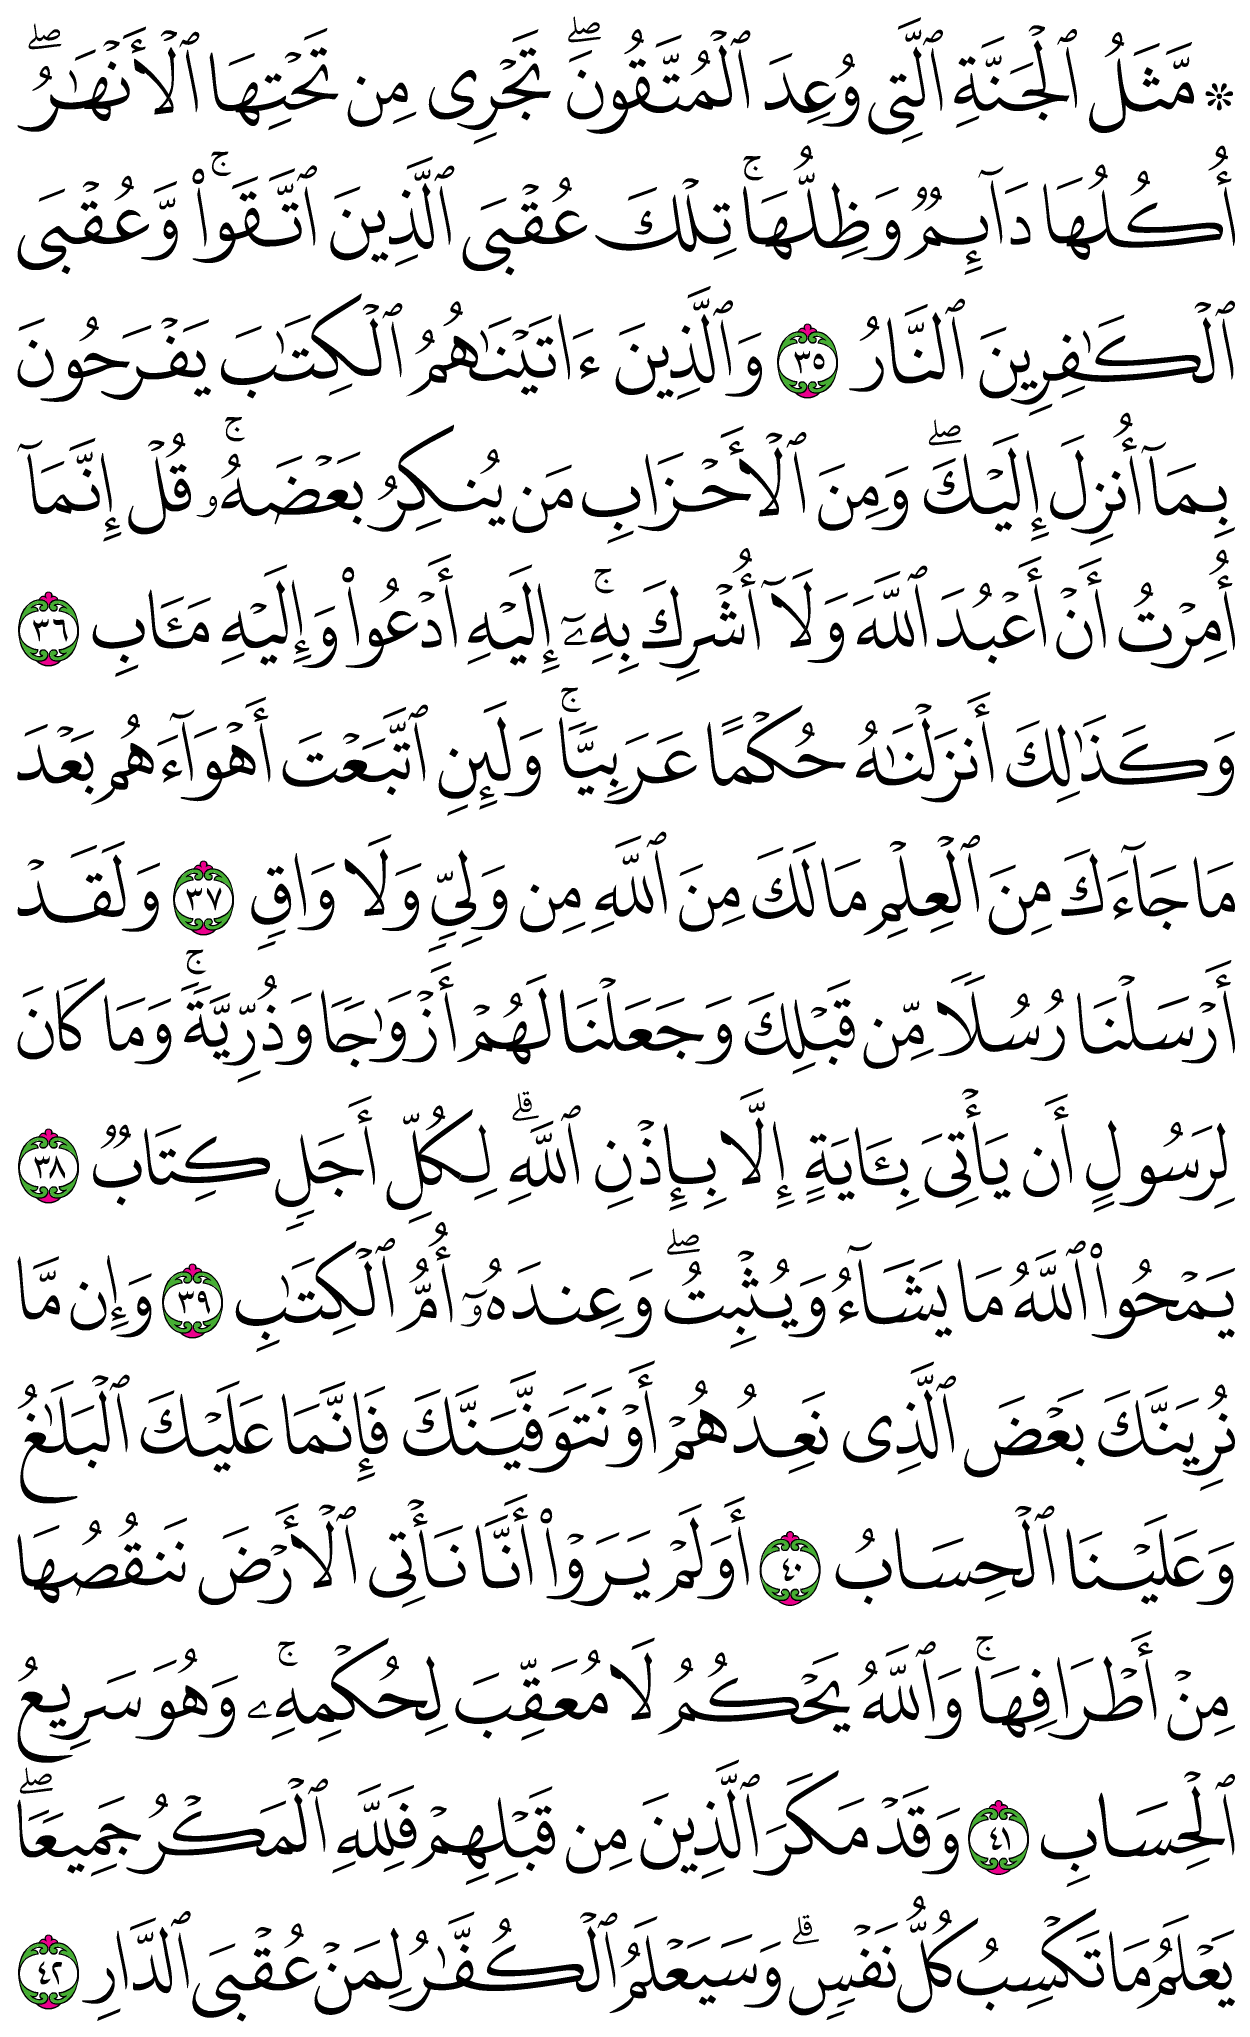 ۞ مَّثَلُ ٱلْجَنَّةِ ٱلَّتِى وُعِدَ ٱلْمُتَّقُونَ ۖ تَجْرِى مِن تَحْتِهَا ٱلْأَنْهَـٰرُ ۖ
أُكُلُهَا دَآئِمٌ وَظِلُّهَا ۚ تِلْكَ عُقْبَى ٱلَّذِينَ ٱتَّقَوا۟ ۚ وَّعُقْبَى
ٱلْكَـٰفِرِينَ ٱلنَّارُ ٣٥ وَٱلَّذِينَ ءَاتَيْنَـٰهُمُ ٱلْكِتَـٰبَ يَفْرَحُونَ
بِمَآ أُنزِلَ إِلَيْكَ ۖ وَمِنَ ٱلْأَحْزَابِ مَن يُنكِرُ بَعْضَهُۥ ۚ قُلْ إِنَّمَآ
أُمِرْتُ أَنْ أَعْبُدَ ٱللَّهَ وَلَآ أُشْرِكَ بِهِۦٓ ۚ إِلَيْهِ أَدْعُوا۟ وَإِلَيْهِ مَـَٔابِ ٣٦
وَكَذَٰلِكَ أَنزَلْنَـٰهُ حُكْمًا عَرَبِيًّا ۚ وَلَئِنِ ٱتَّبَعْتَ أَهْوَآءَهُم بَعْدَ
مَا جَآءَكَ مِنَ ٱلْعِلْمِ مَا لَكَ مِنَ ٱللَّهِ مِن وَلِىٍّ وَلَا وَاقٍ ٣٧ وَلَقَدْ
أَرْسَلْنَا رُسُلًا مِّن قَبْلِكَ وَجَعَلْنَا لَهُمْ أَزْوَٰجًا وَذُرِّيَّةً ۚ وَمَا كَانَ
لِرَسُولٍ أَن يَأْتِىَ بِـَٔايَةٍ إِلَّا بِإِذْنِ ٱللَّهِ ۗ لِكُلِّ أَجَلٍ كِتَابٌ ٣٨
يَمْحُوا۟ ٱللَّهُ مَا يَشَآءُ وَيُثْبِتُ ۖ وَعِندَهُۥٓ أُمُّ ٱلْكِتَـٰبِ ٣٩ وَإِن مَّا
نُرِيَنَّكَ بَعْضَ ٱلَّذِى نَعِدُهُمْ أَوْ نَتَوَفَّيَنَّكَ فَإِنَّمَا عَلَيْكَ ٱلْبَلَـٰغُ
وَعَلَيْنَا ٱلْحِسَابُ ٤٠ أَوَلَمْ يَرَوْا۟ أَنَّا نَأْتِى ٱلْأَرْضَ نَنقُصُهَا
مِنْ أَطْرَافِهَا ۚ وَٱللَّهُ يَحْكُمُ لَا مُعَقِّبَ لِحُكْمِهِۦ ۚ وَهُوَ سَرِيعُ
ٱلْحِسَابِ ٤١ وَقَدْ مَكَرَ ٱلَّذِينَ مِن قَبْلِهِمْ فَلِلَّهِ ٱلْمَكْرُ جَمِيعًا ۖ
يَعْلَمُ مَا تَكْسِبُ كُلُّ نَفْسٍ ۗ وَسَيَعْلَمُ ٱلْكُفَّـٰرُ لِمَنْ عُقْبَى ٱلدَّارِ ٤٢